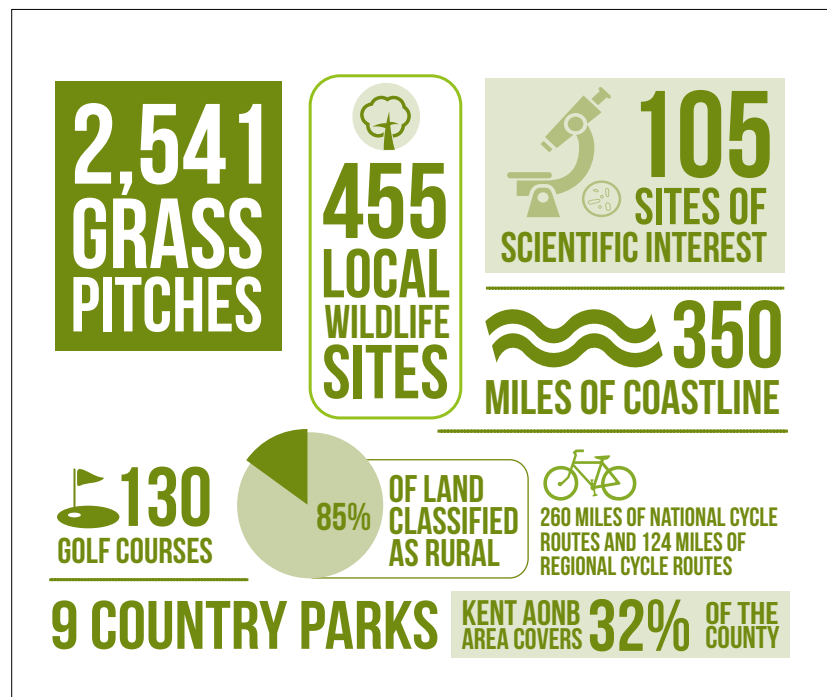 2,541
GRASS
PITCHES
455
LOCAL
WILDLIFE
SITES
105
SITES OF
SCIENTIFIC INTEREST
350
MILES OF COASTLINE
130
GOLF COURSES
85%
OF LAND
CLASSIFIED
AS RURAL
260 MILES OF NATIONAL CYCLE
ROUTES AND 124 MILES OF
REGIONAL CYCLE ROUTES
9 COUNTRY PARKS
KENT AONB
AREA COVERS
32%
OF THE
COUNTY